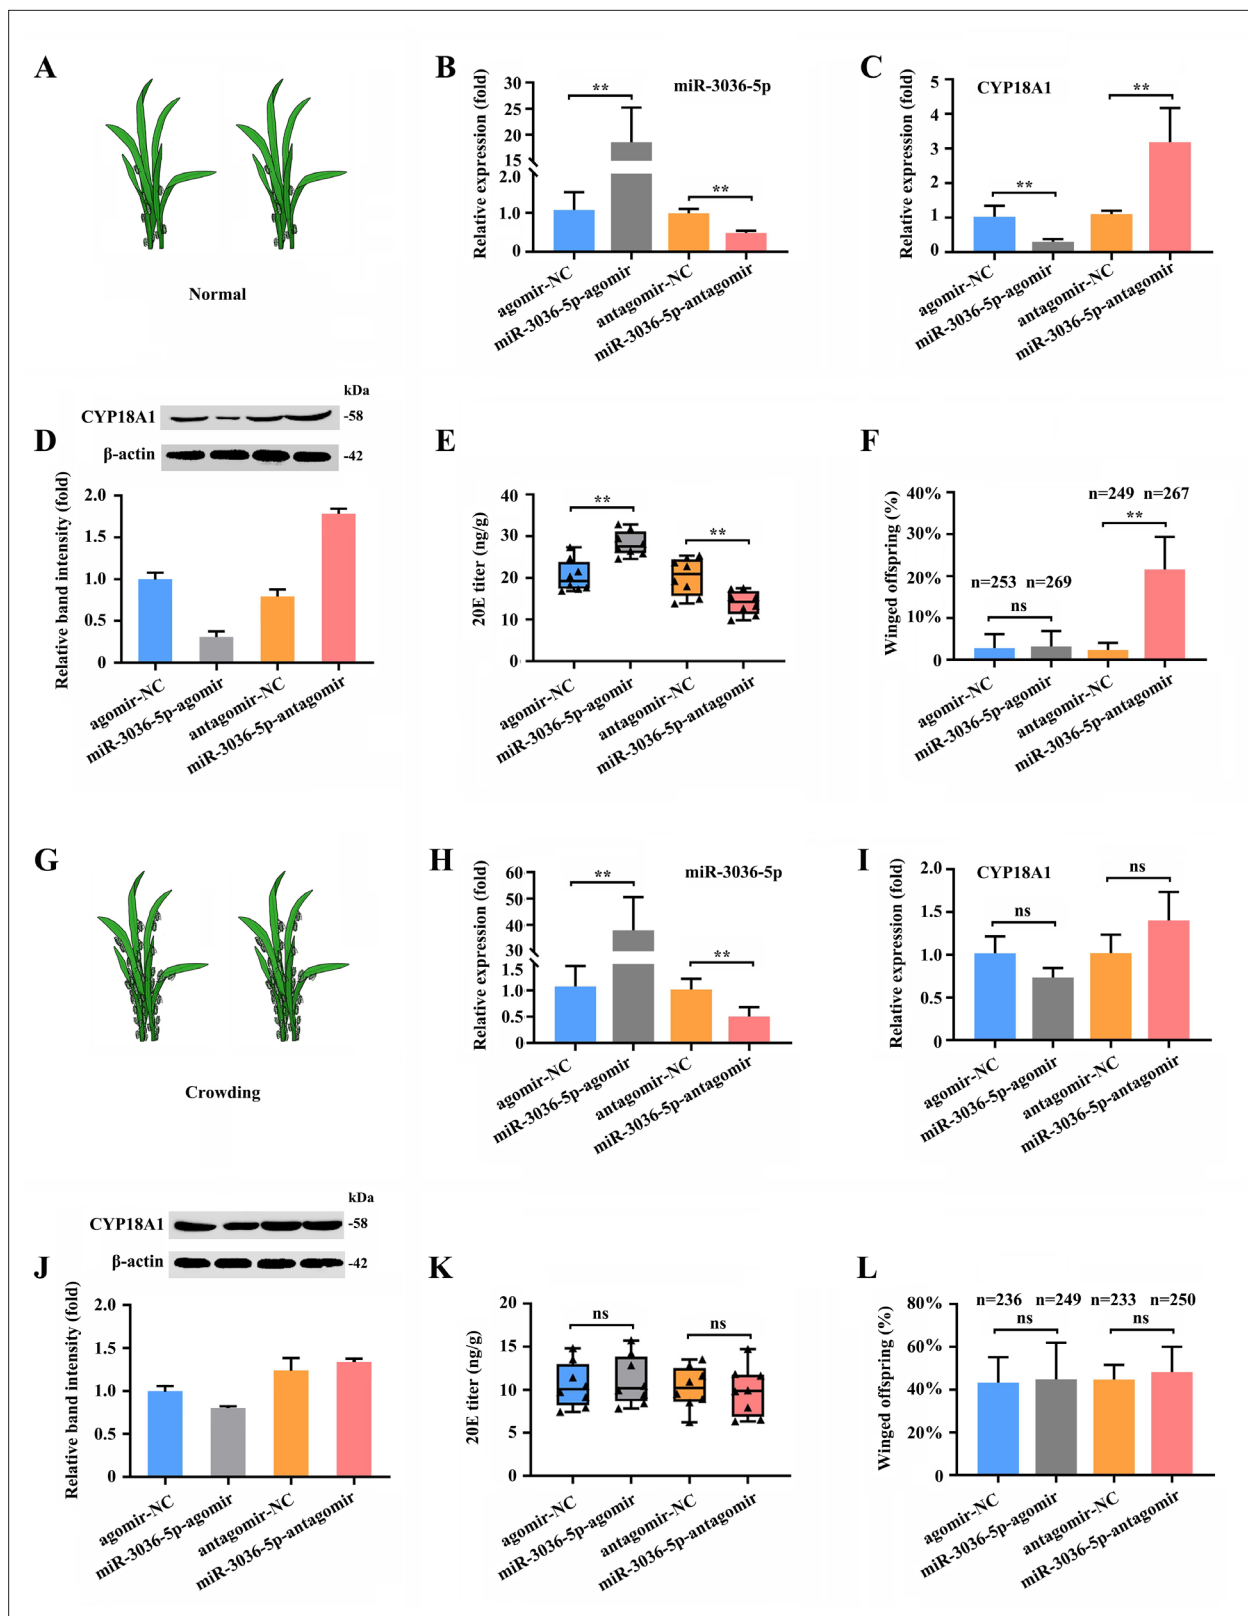 A
Normal
B
miR-3036-5p
Relative expression (fold)
30
25
20
15
2.0
1.0
0
**
**
agomir-NC
miR-3036-5p-agomir
antagomir-NC
miR-3036-5p-antagomir
C
CYP18A1
Relative expression (fold)
5
4
3
2
1
0
**
**
agomir-NC
miR-3036-5p-agomir
antagomir-NC
miR-3036-5p-antagomir
D
kDa
CYP18A1
-58
β-actin
-42
Relative band intensity (fold)
2.0
1.5
1.0
0.5
0
agomir-NC
miR-3036-5p-agomir
antagomir-NC
miR-3036-5p-antagomir
E
20E titer (ng/g)
40
30
20
10
0
**
**
agomir-NC
miR-3036-5p-agomir
antagomir-NC
miR-3036-5p-antagomir
F
Winged offspring (%)
40%
30%
20%
10%
0
n=253 n=269
ns
n=249 n=267
**
agomir-NC
miR-3036-5p-agomir
antagomir-NC
miR-3036-5p-antagomir
G
Crowding
H
miR-3036-5p
Relative expression (fold)
60
50
40
30
1.5
1.0
0.5
0
**
**
agomir-NC
miR-3036-5p-agomir
antagomir-NC
miR-3036-5p-antagomir
I
CYP18A1
Relative expression (fold)
2.0
1.5
1.0
0.5
0
ns
ns
agomir-NC
miR-3036-5p-agomir
antagomir-NC
miR-3036-5p-antagomir
J
kDa
CYP18A1
-58
β-actin
-42
Relative band intensity (fold)
2.0
1.5
1.0
0.5
0
agomir-NC
miR-3036-5p-agomir
antagomir-NC
miR-3036-5p-antagomir
K
20E titer (ng/g)
20
15
10
5
0
ns
ns
agomir-NC
miR-3036-5p-agomir
antagomir-NC
miR-3036-5p-antagomir
L
Winged offspring (%)
80%
60%
40%
20%
0
n=236 n=249 n=233 n=250
ns
ns
agomir-NC
miR-3036-5p-agomir
antagomir-NC
miR-3036-5p-antagomir